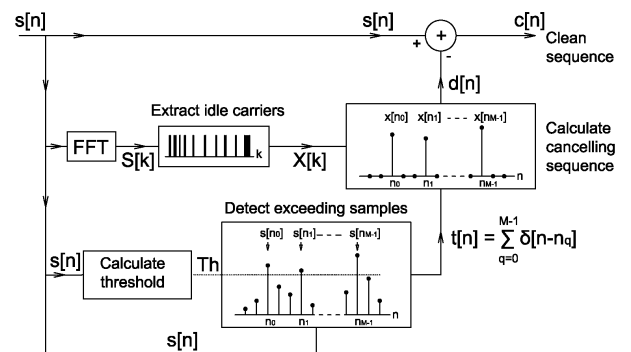 s[n]
s[n]
c[n]
+
+
-
Clean
sequence
d[n]
Extract idle carriers
x[n₀] x[n₁] ---- x[nM-1]
Calculate
cancelling
sequence
FFT
S[k]
k
X[k]
n
n₀ n₁ nM-1
Detect exceeding samples
s[n₀] s[n₁]---- s[nM-1]
s[n]
Calculate
threshold
Th
t[n] = ∑ δ[n-nq]
M-1
q=0
n
n₀ n₁ nM-1
s[n]